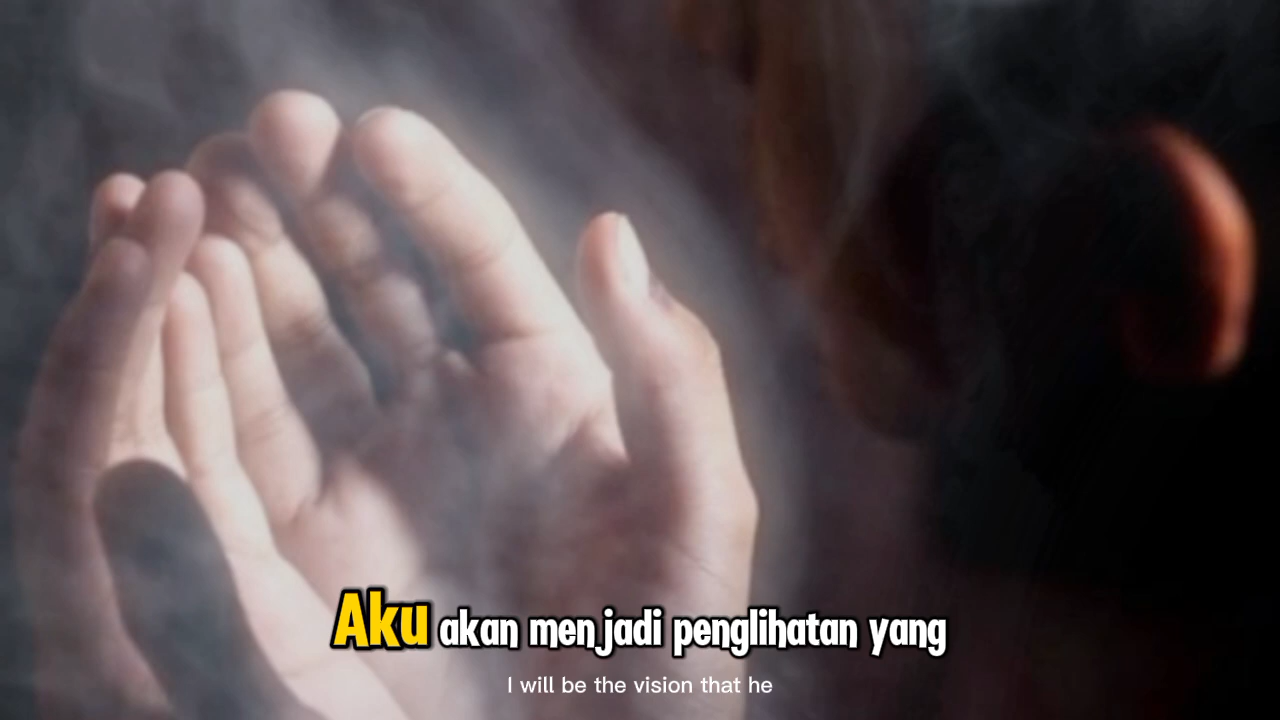 Aku akan menjadi penglihatan yang
I will be the vision that he